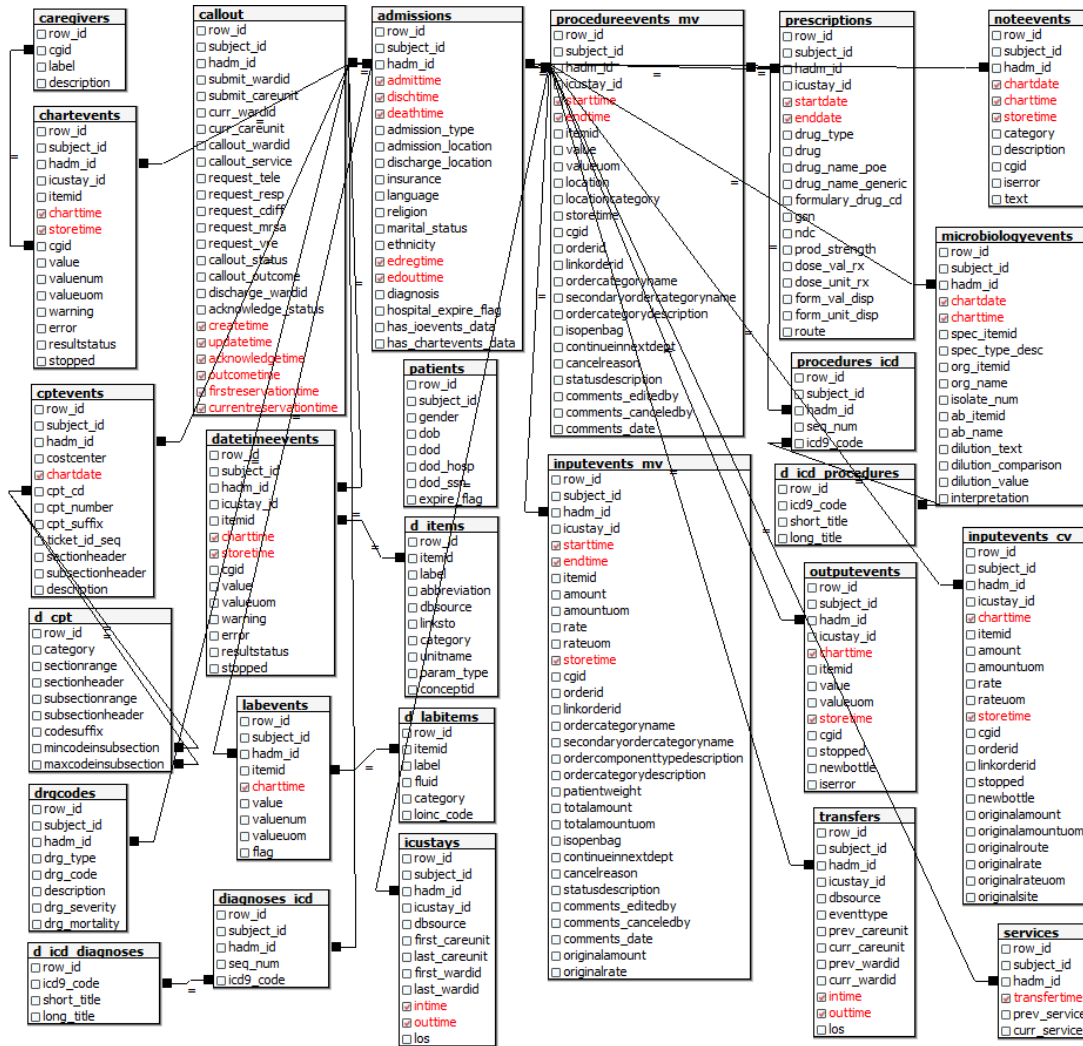 caregivers
row_id
cgid
label
description
chartevents
row_id
subject_id
hadm_id
icustay_id
itemid
charttime
storetime
cgid
value
valuenum
valueuom
warning
error
resultstatus
stopped
cptevents
row_id
subject_id
hadm_id
costcenter
chartdate
cpt_cd
cpt_number
cpt_suffix
ticket_id_seq
sectionheader
subsectionheader
description
d_cpt
row_id
category
sectionrange
sectionheader
subsectionrange
subsectionheader
codesuffix
mincodeinsubsection
maxcodeinsubsection
drgcodes
row_id
subject_id
hadm_id
drg_type
drg_code
description
drg_severity
drg_mortality
d_icd_diagnoses
row_id
icd9_code
short_title
long_title
callout
row_id
subject_id
hadm_id
submit_wardid
submit_careunit
curr_wardid
curr_careunit
callout_wardid
callout_service
request_tele
request_resp
request_cdiff
request_mrsa
request_vre
callout_status
callout_outcome
discharge_wardid
acknowledge_status
createtime
updatetime
acknowledgetime
outcometime
firstreservationtime
currentreservationtime
datetimeevents
row_id
subject_id
hadm_id
icustay_id
itemid
charttime
storetime
cgid
value
valueuom
warning
error
resultstatus
stopped
labevents
row_id
subject_id
hadm_id
itemid
charttime
value
valuenum
valueuom
flag
diagnoses_icd
row_id
subject_id
hadm_id
seq_num
icd9_code
admissions
row_id
subject_id
hadm_id
admittime
dischtime
deathtime
admission_type
admission_location
discharge_location
insurance
language
religion
marital_status
ethnicity
edregtime
edouttime
diagnosis
hospital_expire_flag
has_ioevents_data
has_chartevents_data
patients
row_id
subject_id
gender
dob
dod
dod_hosp
dod_ssn
expire_flag
d_items
row_id
itemid
label
abbreviation
dbsource
linksto
category
unitname
param_type
conceptid
d_labitems
row_id
itemid
label
fluid
category
loinc_code
icustays
row_id
subject_id
hadm_id
icustay_id
dbsource
first_careunit
last_careunit
first_wardid
last_wardid
intime
outtime
los
procedureevents_mv
row_id
subject_id
hadm_id
icustay_id
starttime
endtime
itemid
value
valueuom
location
locationcategory
storetime
cgid
orderid
linkorderid
ordercategoryname
secondaryordercategoryname
ordercategorydescription
isopenbag
continueinnextdept
cancelreason
statusdescription
comments_editedby
comments_canceledby
comments_date
inputevents_mv
row_id
subject_id
hadm_id
icustay_id
starttime
endtime
itemid
amount
amountuom
rate
rateuom
storetime
cgid
orderid
linkorderid
ordercategoryname
secondaryordercategoryname
ordercomponenttypedescription
ordercategorydescription
patientweight
totalamount
totalamountuom
isopenbag
continueinnextdept
cancelreason
statusdescription
comments_editedby
comments_canceledby
comments_date
originalamount
originalrate
prescriptions
row_id
subject_id
hadm_id
icustay_id
startdate
enddate
drug_type
drug
drug_name_poe
drug_name_generic
formulary_drug_cd
gsn
ndc
prod_strength
dose_val_rx
dose_unit_rx
form_val_disp
form_unit_disp
route
procedures_icd
row_id
subject_id
hadm_id
seq_num
icd9_code
d_icd_procedures
row_id
icd9_code
short_title
long_title
outputevents
row_id
subject_id
hadm_id
icustay_id
charttime
itemid
value
valueuom
storetime
cgid
stopped
newbottle
iserror
transfers
row_id
subject_id
hadm_id
icustay_id
dbsource
eventtype
prev_careunit
curr_careunit
prev_wardid
curr_wardid
intime
outtime
los
noteevents
row_id
subject_id
hadm_id
chartdate
charttime
storetime
category
description
cgid
iserror
text
microbiologyevents
row_id
subject_id
hadm_id
chartdate
charttime
spec_itemid
spec_type_desc
org_itemid
org_name
isolate_num
ab_itemid
ab_name
dilution_text
dilution_comparison
dilution_value
interpretation
inputevents_cv
row_id
subject_id
hadm_id
icustay_id
charttime
itemid
amount
amountuom
rate
rateuom
storetime
cgid
orderid
linkorderid
stopped
newbottle
originalamount
originalamountuom
originalroute
originalrate
originalrateuom
originalsite
services
row_id
subject_id
hadm_id
transfertime
prev_service
curr_service